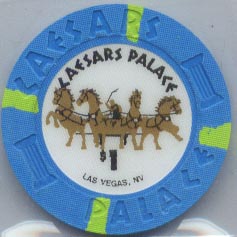 CAESARS
CAESARS PALACE
$1
LAS VEGAS, NV
PALACE